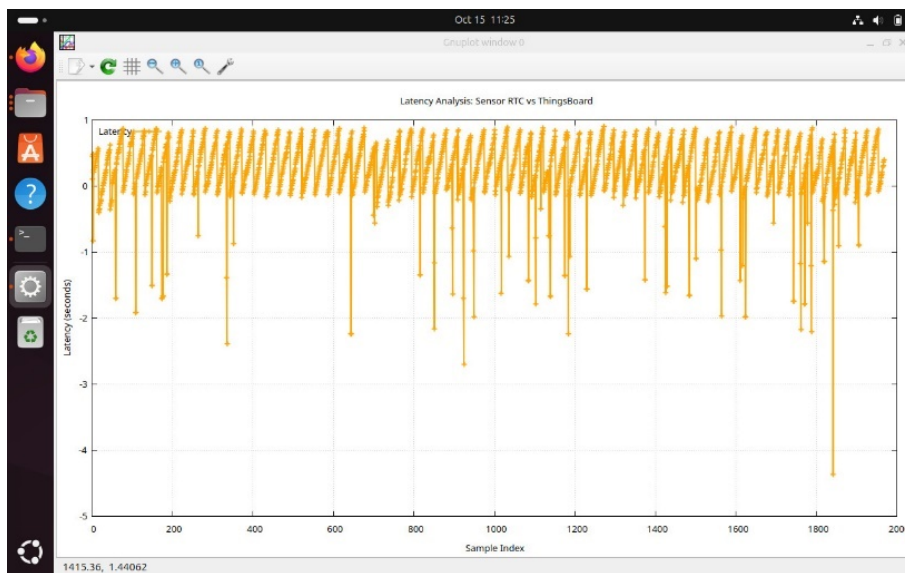 Oct 15 11:25
Gnuplot window 0
Latency Analysis: Sensor RTC vs ThingsBoard
Latency
1
0
-1
-2
-3
-4
-5
Latency (seconds)
0 200 400 600 800 1000 1200 1400 1600 1800 2000
Sample Index
1415.36, 1.44062